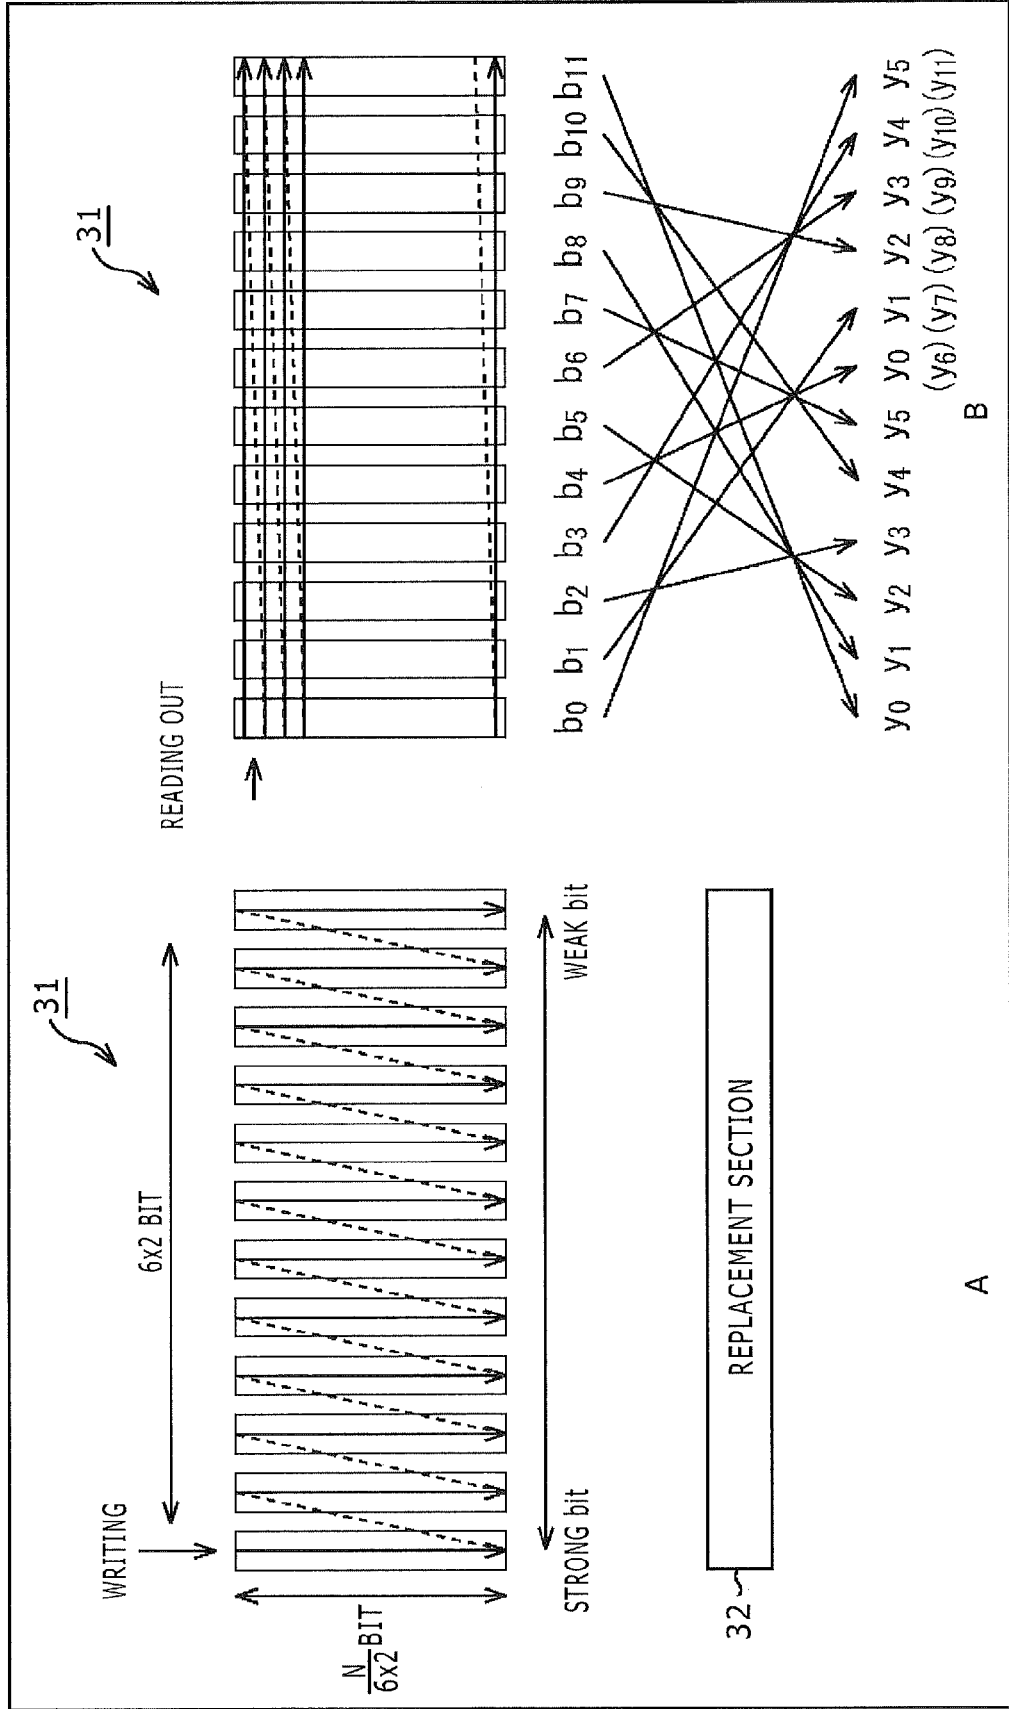 31
WRITING
6x2 BIT
N
6x2 BIT
STRONG bit WEAK bit
32
REPLACEMENT SECTION
A
31
READING OUT
b0 b1 b2 b3 b4 b5 b6 b7 b8 b9 b10 b11
y0 y1 y2 y3 y4 y5 y0 y1 y2 y3 y4 y5
(y6) (y7) (y8) (y9) (y10) (y11)
B